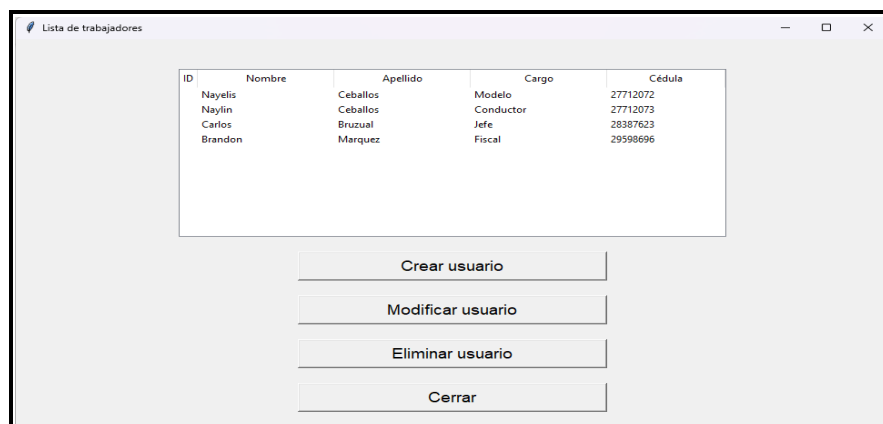 Lista de trabajadores
ID Nombre Apellido Cargo Cédula
Nayelis Ceballos Modelo 27712072
Naylin Ceballos Conductor 27712073
Carlos Bruzual Jefe 28387623
Brandon Marquez Fiscal 29598696
Crear usuario
Modificar usuario
Eliminar usuario
Cerrar